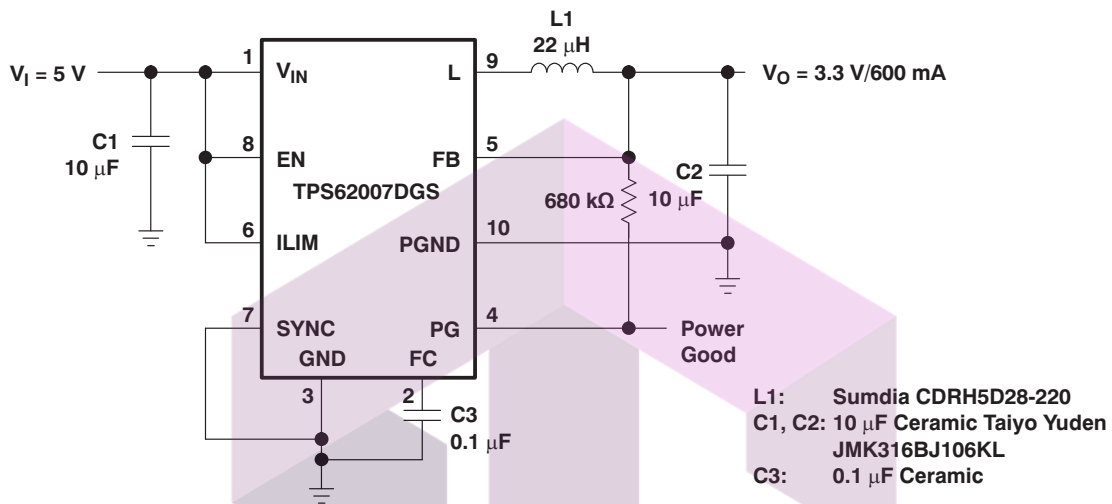 L1
22 μH
V_I = 5 V
1
V_IN
L
9
V_O = 3.3 V/600 mA
C1
10 μF
8
EN
FB
5
TPS62007DGS
680 kΩ
C2
10 μF
6
ILIM
PGND
10
7
SYNC
PG
4
Power
Good
GND
FC
3
2
C3
0.1 μF
L1: Sumdia CDRH5D28-220
C1, C2: 10 μF Ceramic Taiyo Yuden
JMK316BJ106KL
C3: 0.1 μF Ceramic